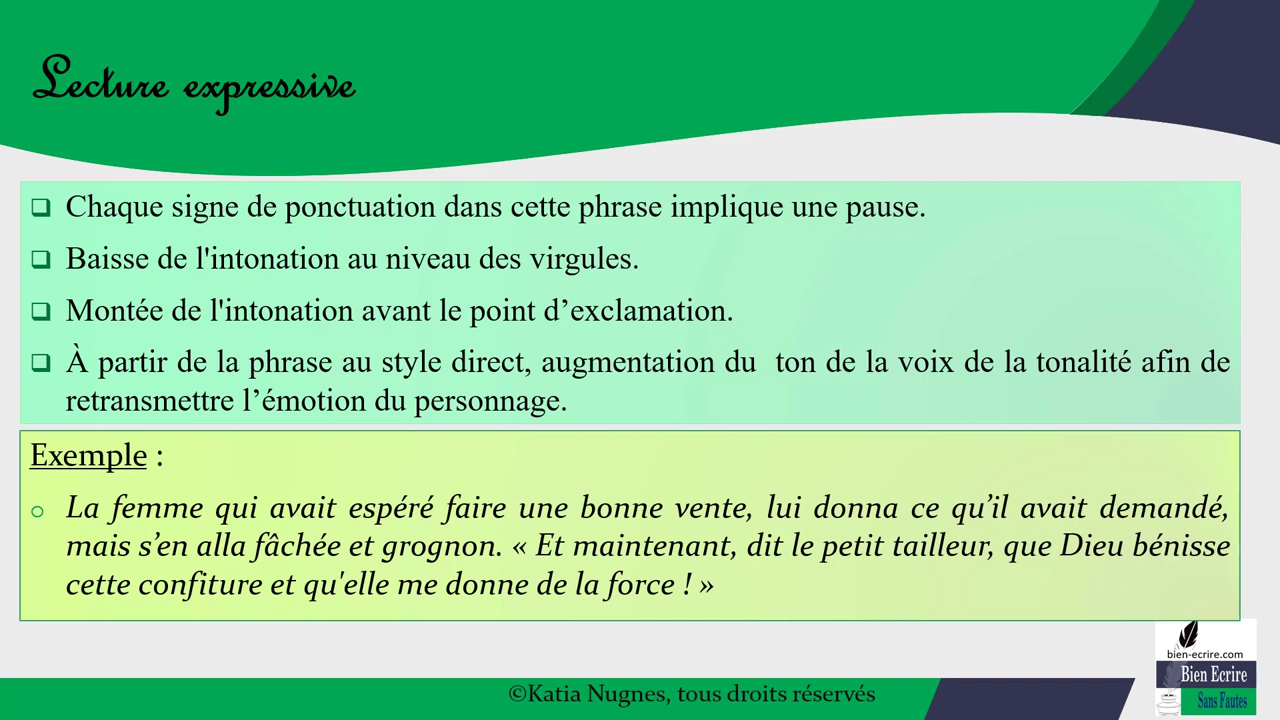 Lecture expressive
Chaque signe de ponctuation dans cette phrase implique une pause.
Baisse de l'intonation au niveau des virgules.
Montée de l'intonation avant le point d’exclamation.
À partir de la phrase au style direct, augmentation du  ton de la voix de la tonalité afin de
retransmettre l’émotion du personnage.
Exemple :
La femme qui avait espéré faire une bonne vente, lui donna ce qu’il avait demandé,
mais s’en alla fâchée et grognon. « Et maintenant, dit le petit tailleur, que Dieu bénisse
cette confiture et qu'elle me donne de la force ! »
bien-ecrire.com
Bien Ecrire
Sans Fautes
©Katia Nugnes, tous droits réservés